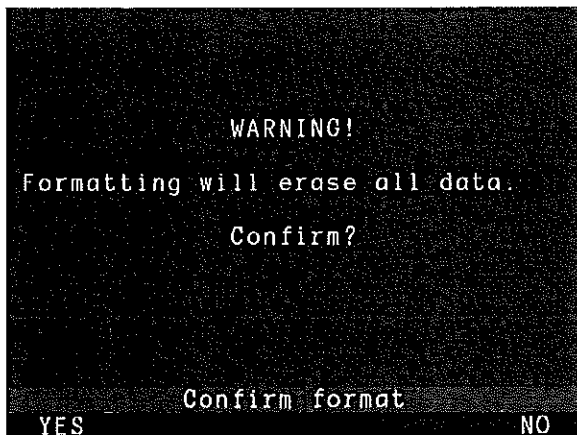 WARNING!
Formatting will erase all data.
Confirm?
Confirm format
YES NO